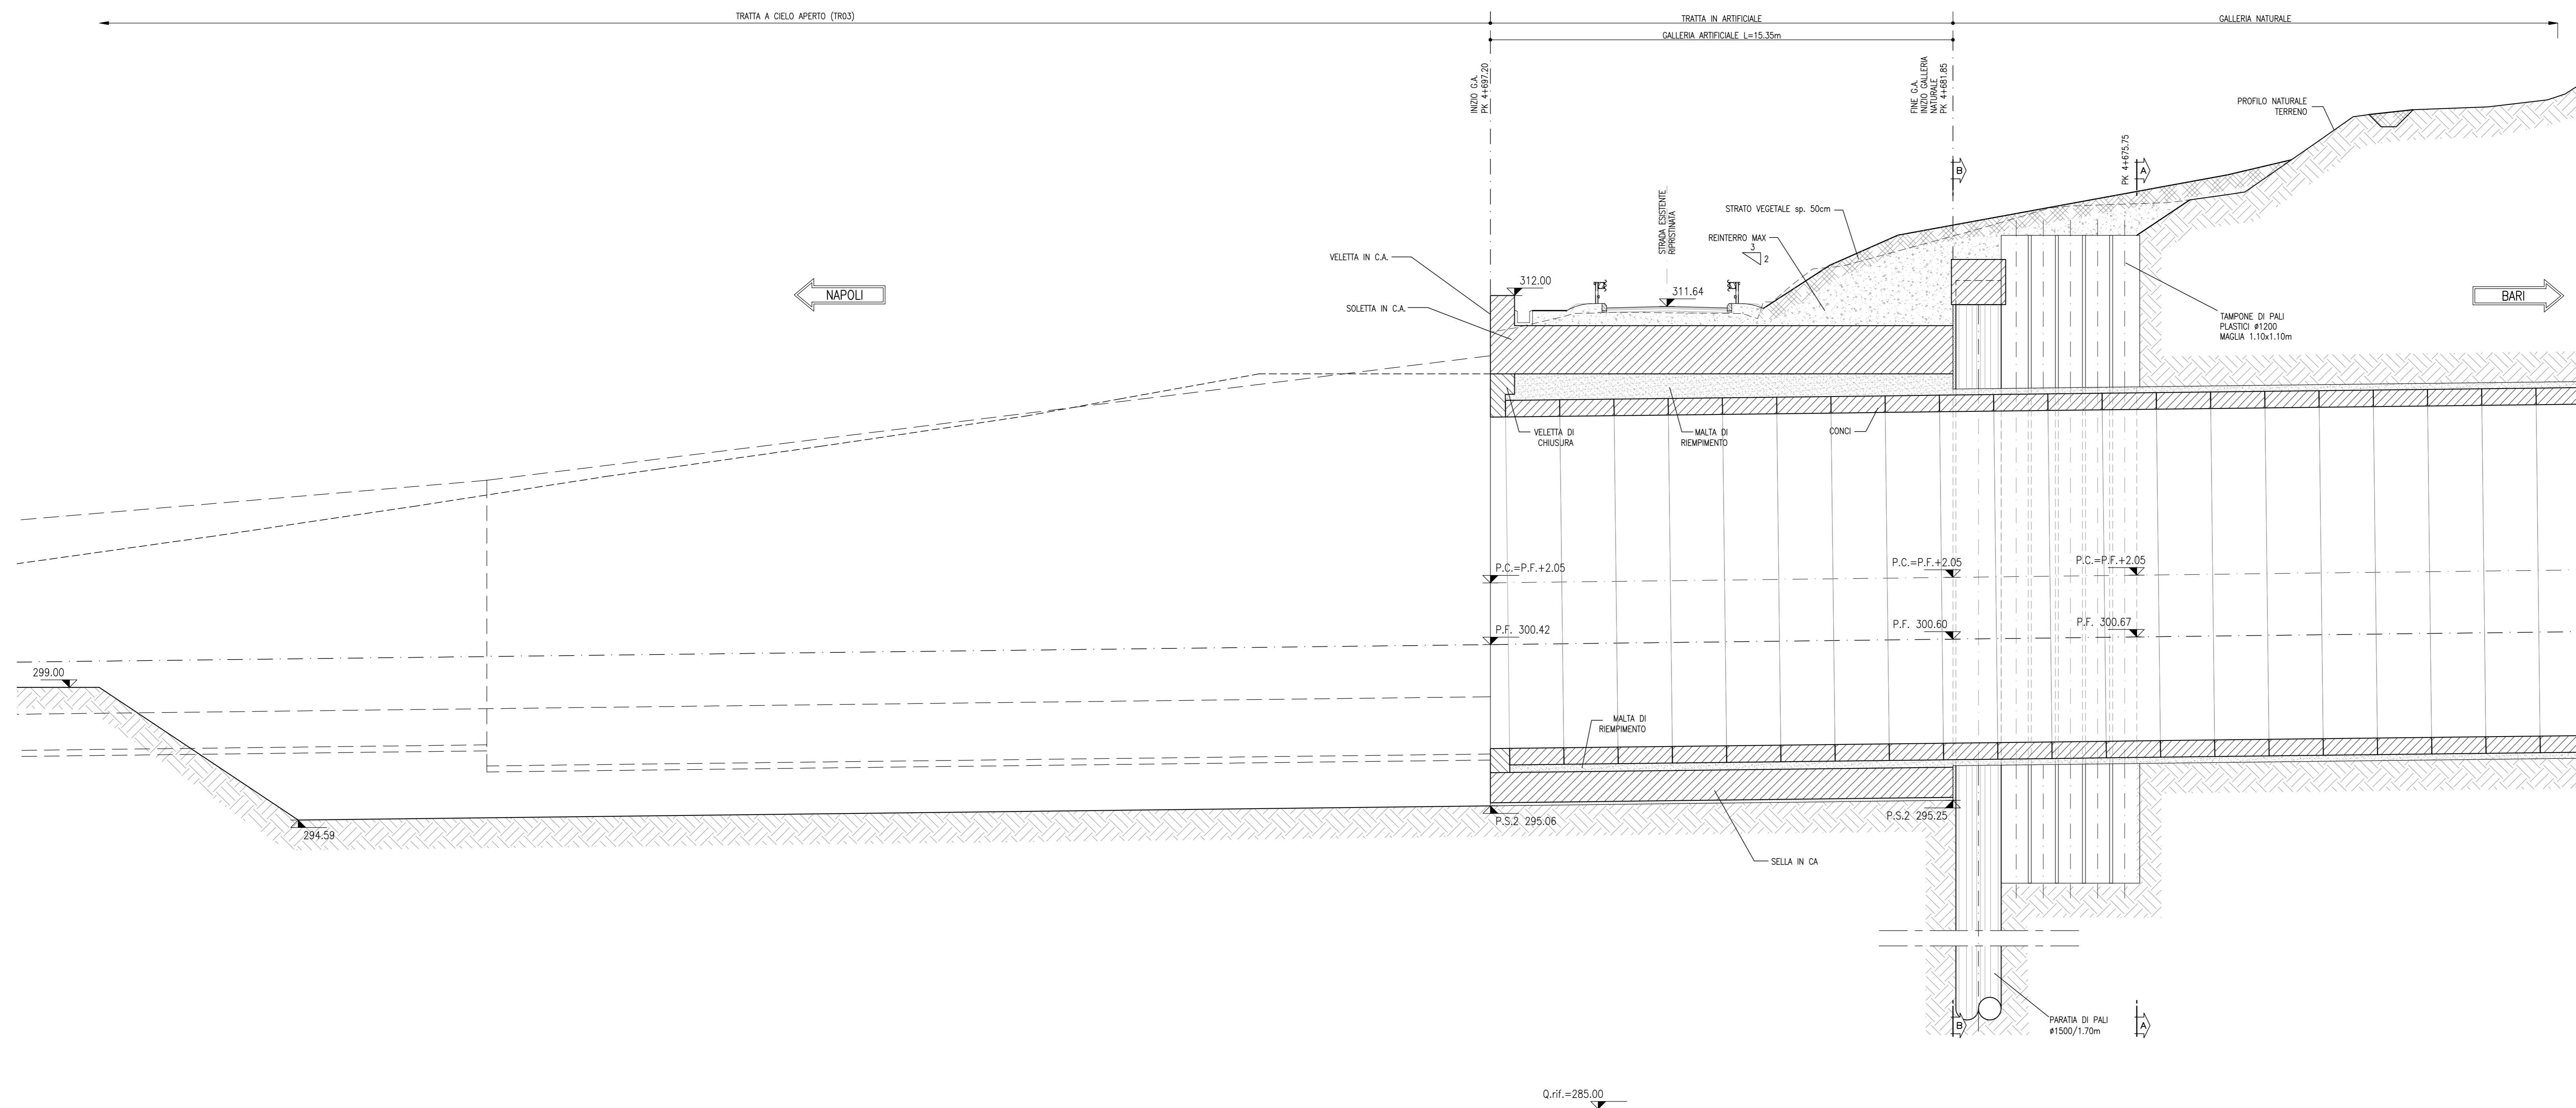 TRATTA A CIELO APERTO (TR03)
TRATTA IN ARTIFICIALE
GALLERIA NATURALE
GALLERIA ARTIFICIALE L=15.35m
INIZIO G.A.
PK 4+697.20
FINE G.A.
INIZIO GALLERIA
NATURALE
PK 4+681.85
PROFILO NATURALE
TERRENO
PK 4+675.75
B
A
STRADA ESISTENTE
RIPRISTINATA
STRATO VEGETALE sp. 50cm
REINTERRO MAX
3
2
VELETTA IN C.A.
312.00
311.64
NAPOLI
BARI
SOLETTA IN C.A.
TAMPONE DI PALI
PLASTICI ø1200
MAGLIA 1.10x1.10m
VELETTA DI
CHIUSURA
MALTA DI
RIEMPIMENTO
CONCI
P.C.=P.F.+2.05
P.C.=P.F.+2.05
P.C.=P.F.+2.05
P.F. 300.42
P.F. 300.60
P.F. 300.67
299.00
MALTA DI
RIEMPIMENTO
294.59
P.S.2 295.06
P.S.2 295.25
SELLA IN CA
PARATIA DI PALI
ø1500/1.70m
B
A
Q.rif.=285.00